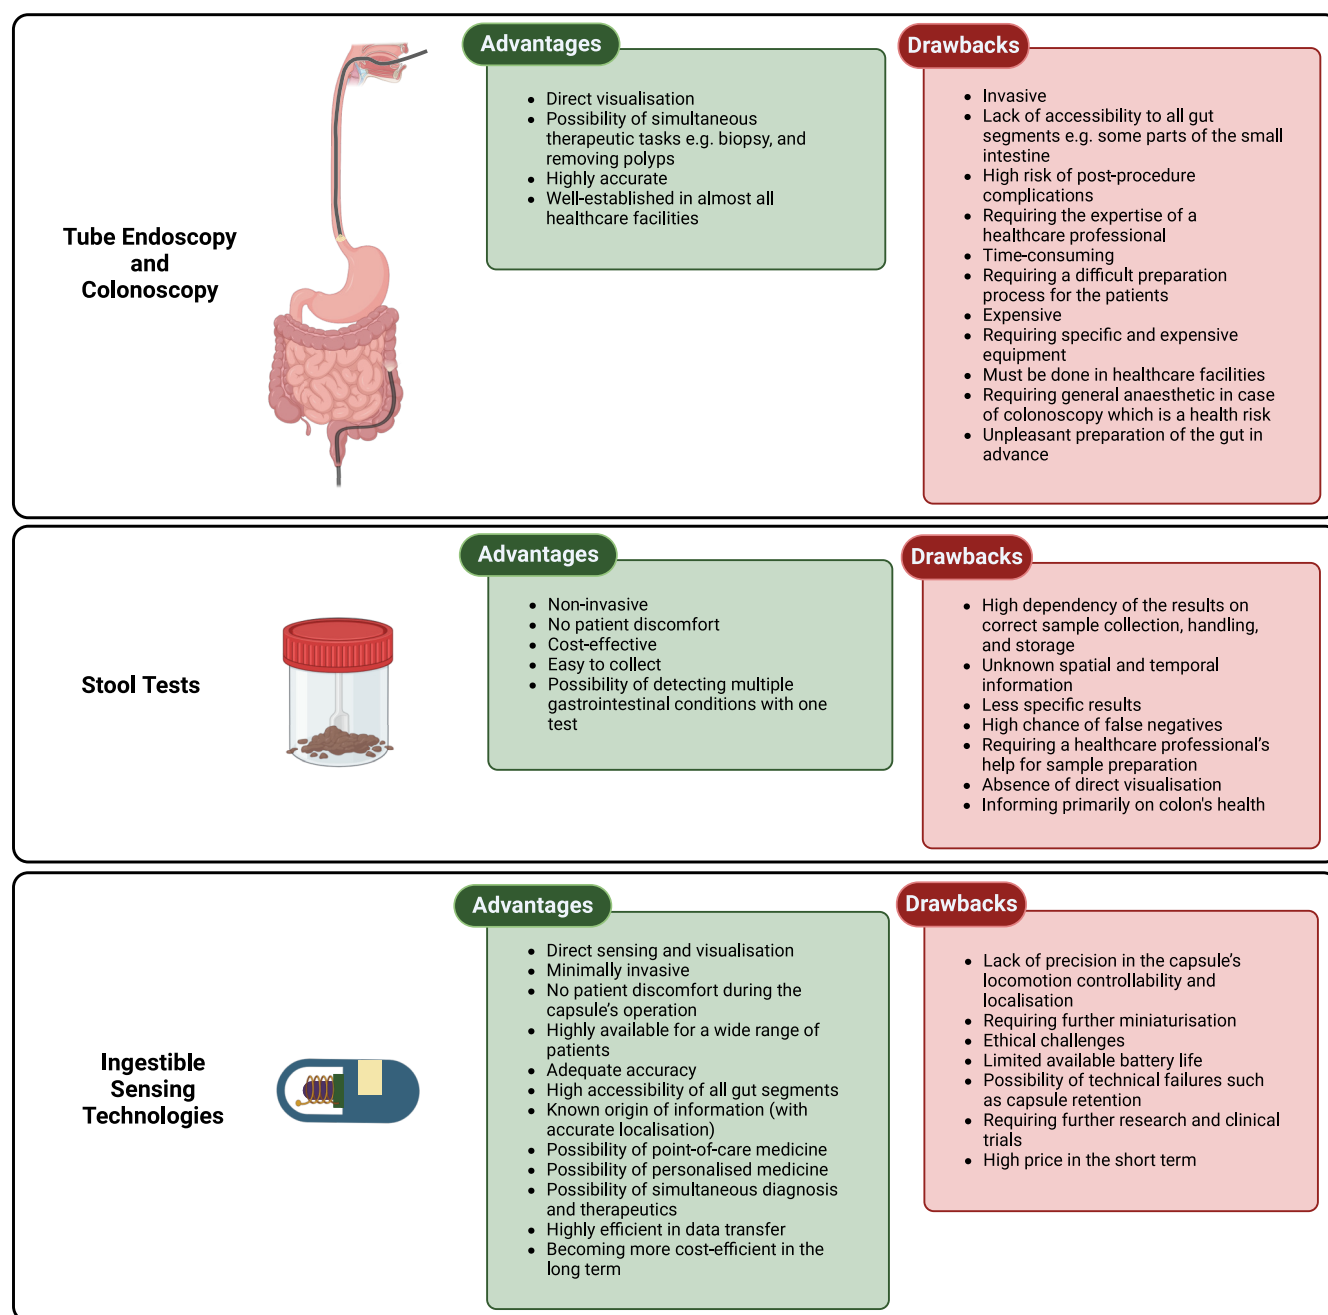 Tube Endoscopy
and
Colonoscopy
Advantages
• Direct visualisation
• Possibility of simultaneous
therapeutic tasks e.g. biopsy, and
removing polyps
• Highly accurate
• Well-established in almost all
healthcare facilities
Drawbacks
• Invasive
• Lack of accessibility to all gut
segments e.g. some parts of the small
intestine
• High risk of post-procedure
complications
• Requiring the expertise of a
healthcare professional
• Time-consuming
• Requiring a difficult preparation
process for the patients
• Expensive
• Requiring specific and expensive
equipment
• Must be done in healthcare facilities
• Requiring general anaesthetic in case
of colonoscopy which is a health risk
• Unpleasant preparation of the gut in
advance
Stool Tests
Advantages
• Non-invasive
• No patient discomfort
• Cost-effective
• Easy to collect
• Possibility of detecting multiple
gastrointestinal conditions with one
test
Drawbacks
• High dependency of the results on
correct sample collection, handling,
and storage
• Unknown spatial and temporal
information
• Less specific results
• High chance of false negatives
• Requiring a healthcare professional’s
help for sample preparation
• Absence of direct visualisation
• Informing primarily on colon's health
Ingestible
Sensing
Technologies
Advantages
• Direct sensing and visualisation
• Minimally invasive
• No patient discomfort during the
capsule’s operation
• Highly available for a wide range of
patients
• Adequate accuracy
• High accessibility of all gut segments
• Known origin of information (with
accurate localisation)
• Possibility of point-of-care medicine
• Possibility of personalised medicine
• Possibility of simultaneous diagnosis
and therapeutics
• Highly efficient in data transfer
• Becoming more cost-efficient in the
long term
Drawbacks
• Lack of precision in the capsule’s
locomotion controllability and
localisation
• Requiring further miniaturisation
• Ethical challenges
• Limited available battery life
• Possibility of technical failures such
as capsule retention
• Requiring further research and clinical
trials
• High price in the short term